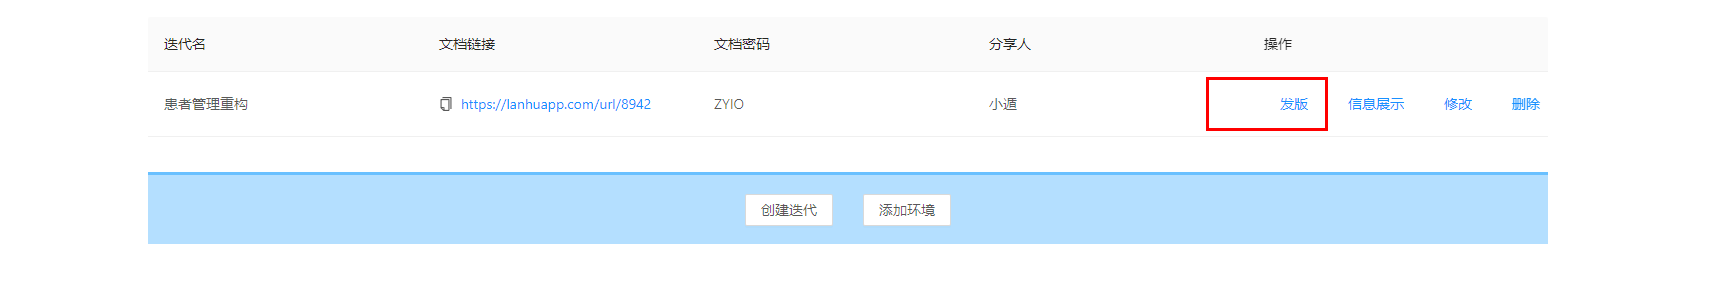 迭代名 文档链接 文档密码 分享人 操作
患者管理重构 https://lanhuapp.com/url/8942 ZYIO 小遁 发版 信息展示 修改 删除
创建迭代 添加环境